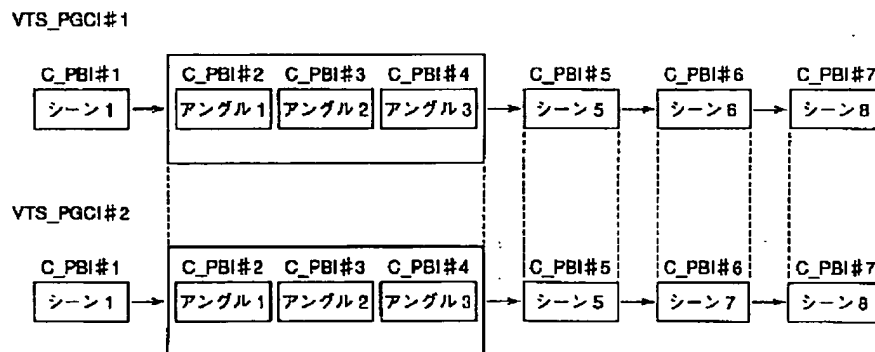 VTS_PGCI#1
C_PBI#1 C_PBI#2 C_PBI#3 C_PBI#4 C_PBI#5 C_PBI#6 C_PBI#7
シーン1 アングル1 アングル2 アングル3 シーン5 シーン6 シーン8
VTS_PGCI#2
C_PBI#1 C_PBI#2 C_PBI#3 C_PBI#4 C_PBI#5 C_PBI#6 C_PBI#7
シーン1 アングル1 アングル2 アングル3 シーン5 シーン7 シーン8